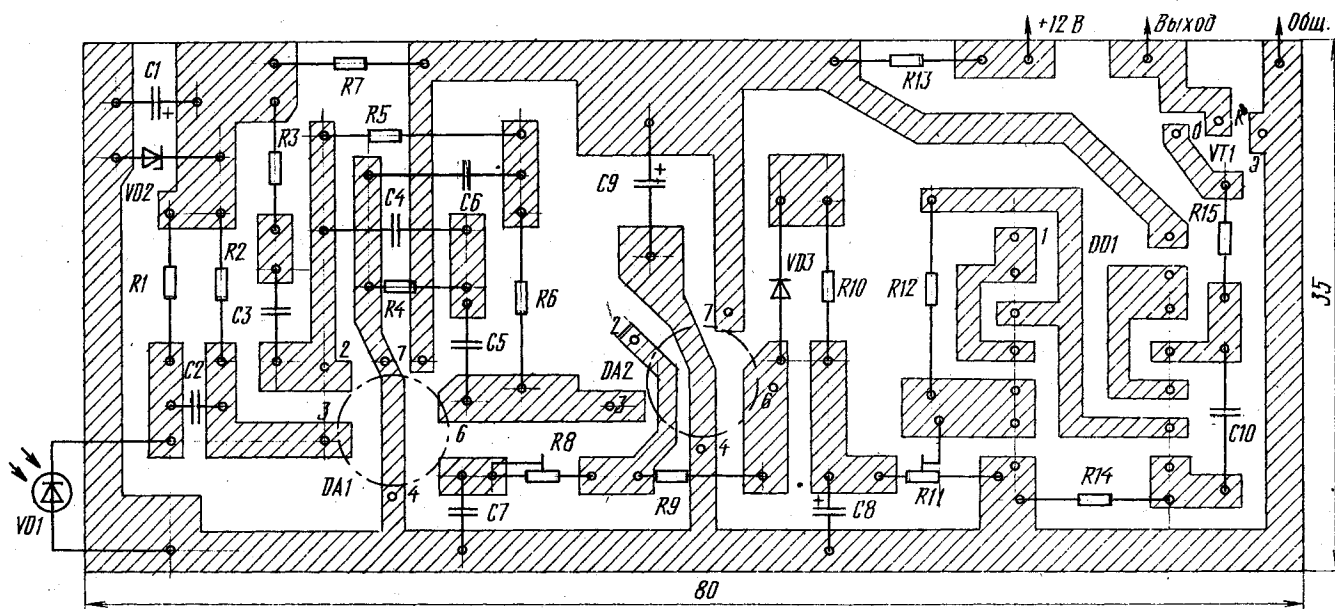 +12 В
Выход
Общ.
C1
+
R7
R13
R5
R3
б
к
VT1
Э
VD2
C4
C6
C9
+
R15
R1
R2
1
DD1
VD3
R10
R12
C3
R4
R6
C5
7
2
DA2
35
2
7
C2
3
6
3
6
R8
4
C10
DA1
4
C7
R9
+
C8
R11
R14
VD1
80